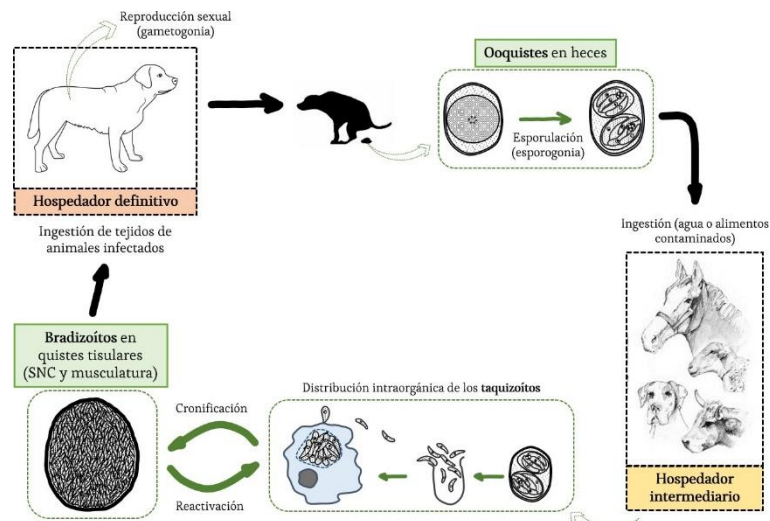 Reproducción sexual
(gametogonia)
Hospedador definitivo
Ingestión de tejidos de
animales infectados
Ooquistes en heces
Esporulación
(esporogonia)
Ingestión (agua o alimentos
contaminados)
Hospedador
intermediario
Distribución intraorgánica de los taquizoítos
Cronificación
Reactivación
Bradizoítos en
quistes tisulares
(SNC y musculatura)